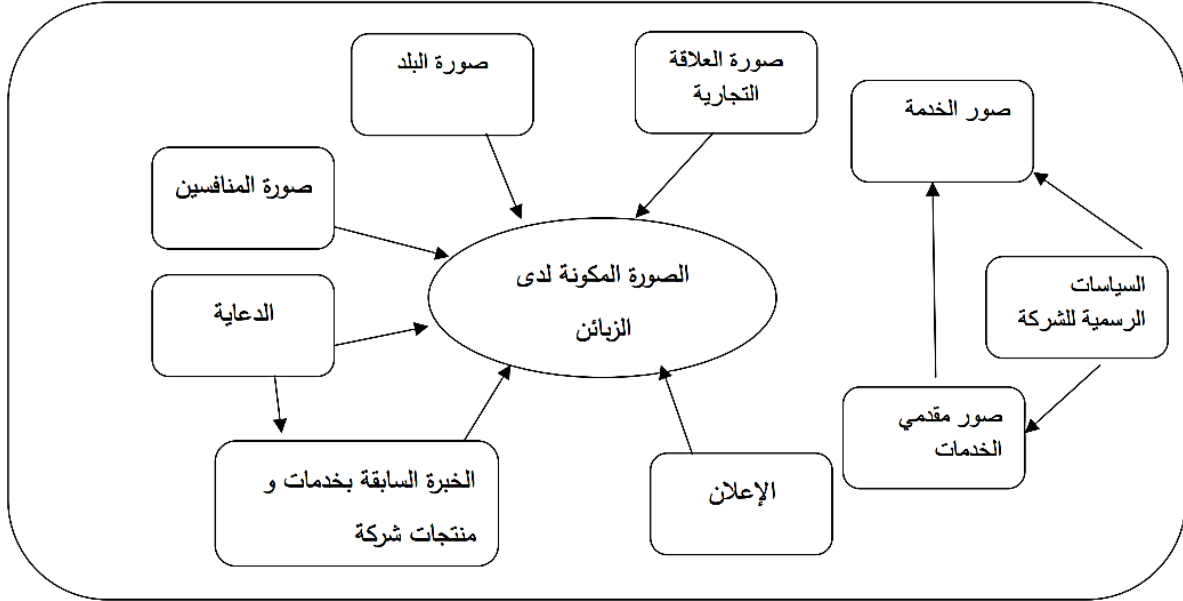 صورة العلاقة
التجارية
صورة البلد
صور الخدمة
صورة المنافسين
الصورة المكونة لدى
الزبائن
السياسات
الرسمية للشركة
الدعاية
صور مقدمي
الخدمات
الخبرة السابقة بخدمات و
منتجات شركة
الإعلان